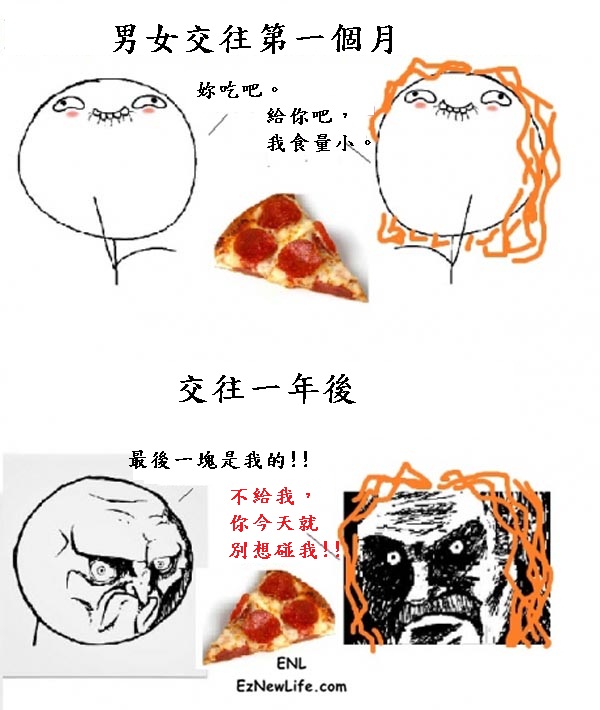 男女交往第一個月
妳吃吧。
給你吧，
我食量小。
交往一年後
最後一塊是我的!!
不給我，
你今天就
別想碰我!!
ENL
EzNewLife.com